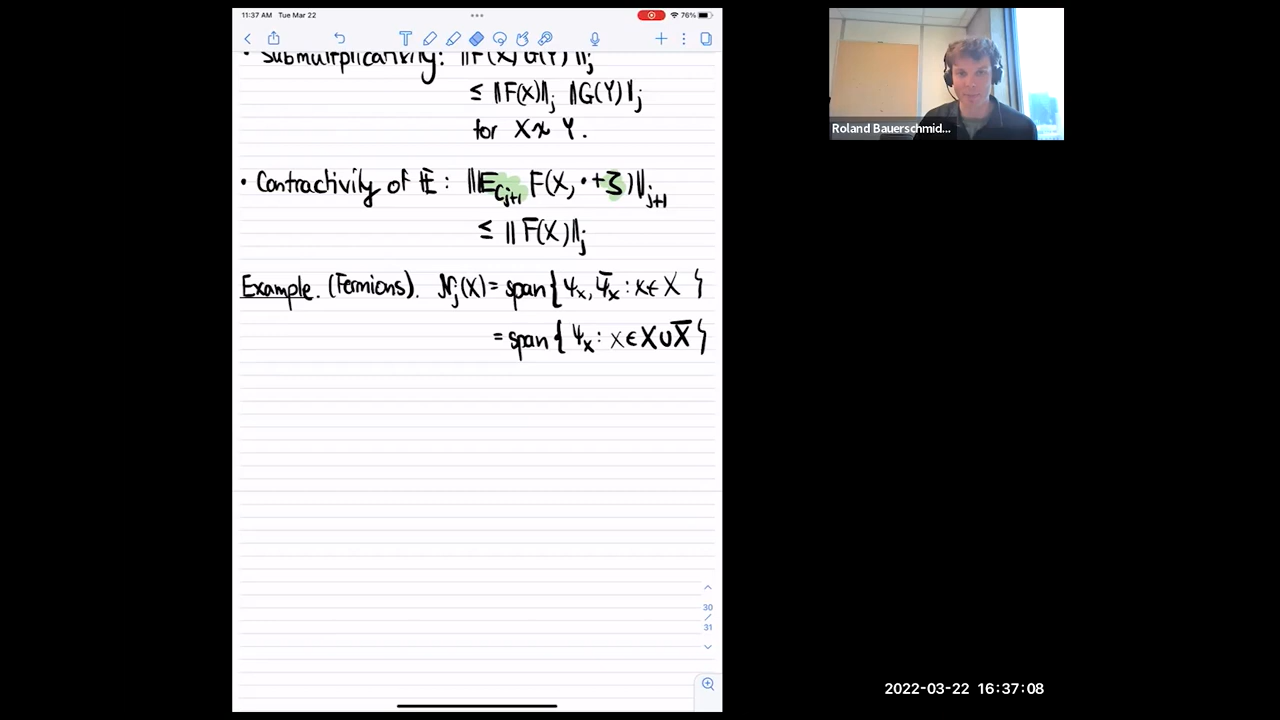 11:37 AM Tue Mar 22
76%
• Submultiplicativity: ‖F(X) G(Y)‖_j
≤ ‖F(X)‖_j ‖G(Y)‖_j
for X ≁ Y.
• Contractivity of 𝔼 : ‖𝔼_{C_{j+1}} F(X, · + ζ)‖_{j+1}
≤ ‖F(X)‖_j
Example. (Fermions). N_j(X) = span{ψ_x, ψ̄_x : x ∈ X}
= span{ψ_x : x ∈ X ∪ X̄}
30
/
31
Roland Bauerschmid...
2022-03-22 16:37:08